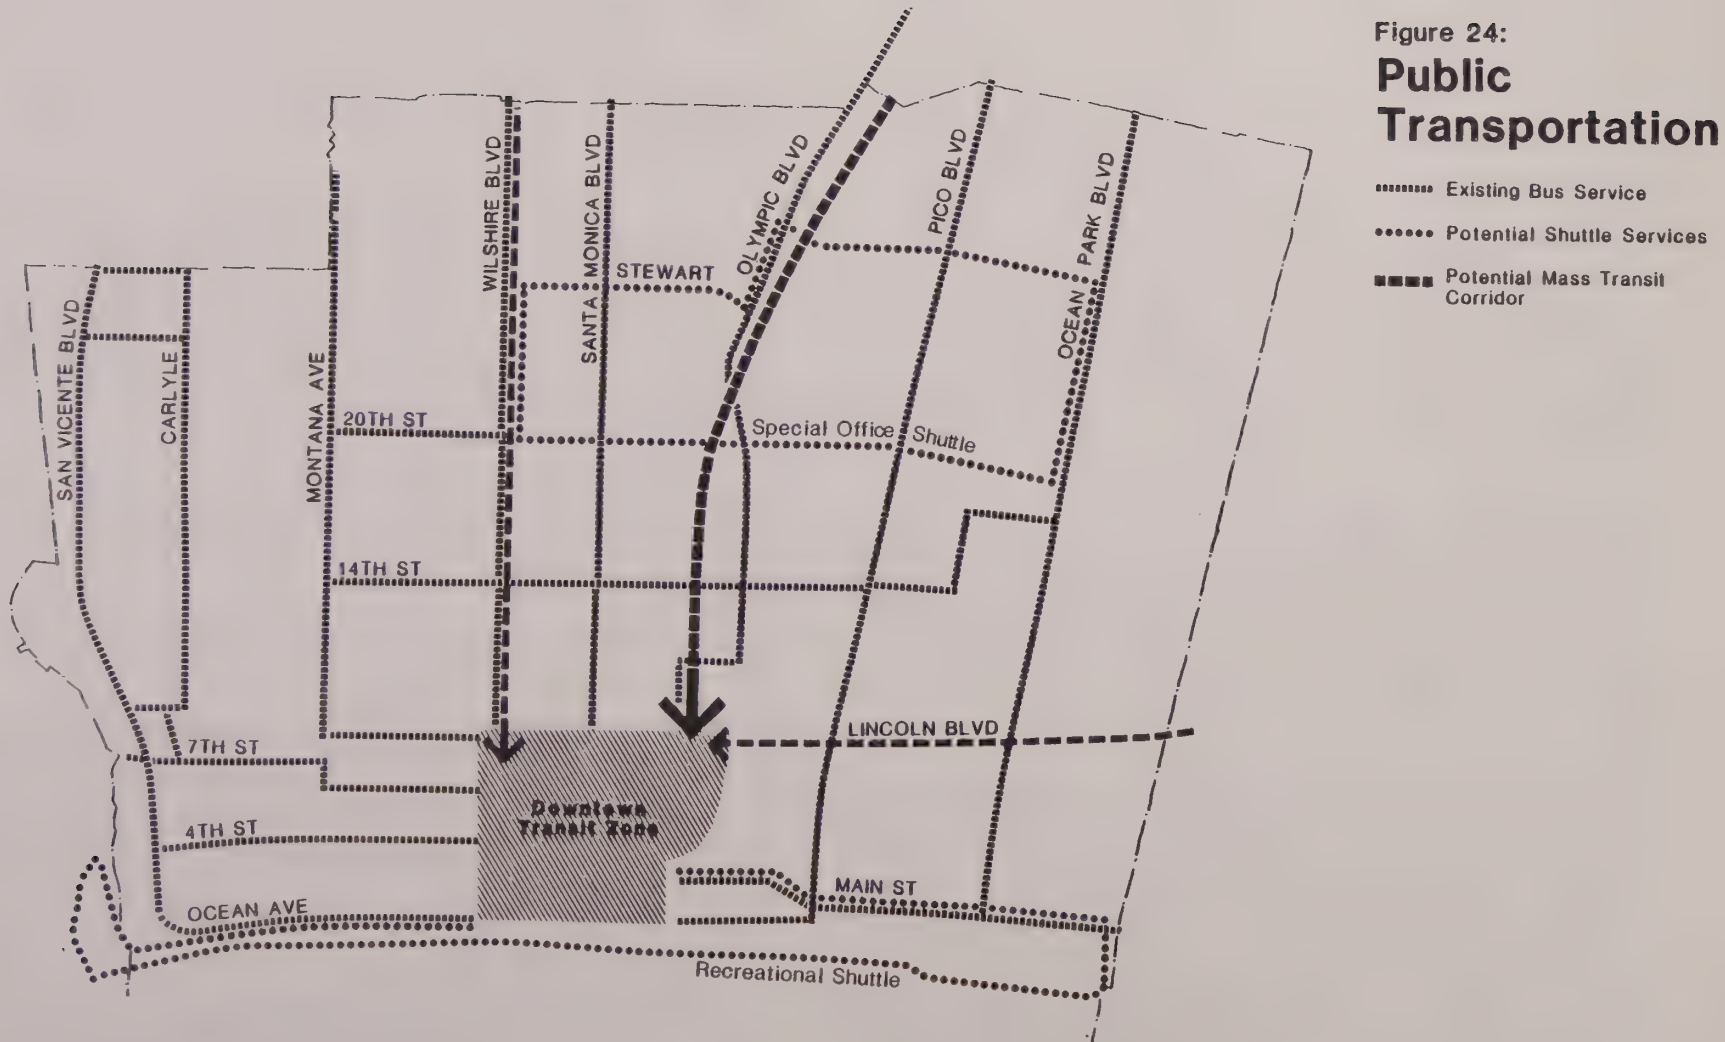 Figure 24:
Public
Transportation
Existing Bus Service
Potential Shuttle Services
Potential Mass Transit
Corridor
SAN VICENTE BLVD
CARLYLE
MONTANA AVE
WILSHIRE BLVD
SANTA MONICA BLVD
OLYMPIC BLVD
PICO BLVD
OCEAN PARK BLVD
STEWART
20TH ST
Special Office Shuttle
14TH ST
LINCOLN BLVD
7TH ST
Downtown
Transit Zone
4TH ST
MAIN ST
OCEAN AVE
Recreational Shuttle